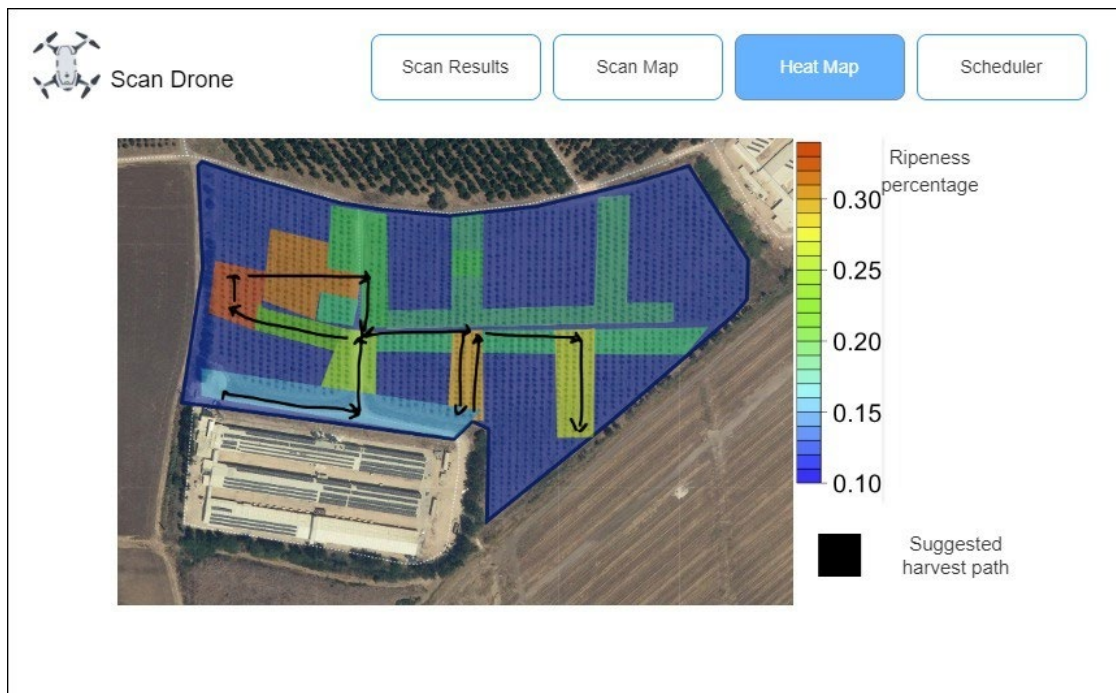 Scan Drone
Scan Results
Scan Map
Heat Map
Scheduler
Ripeness
percentage
0.30
0.25
0.20
0.15
0.10
Suggested
harvest path